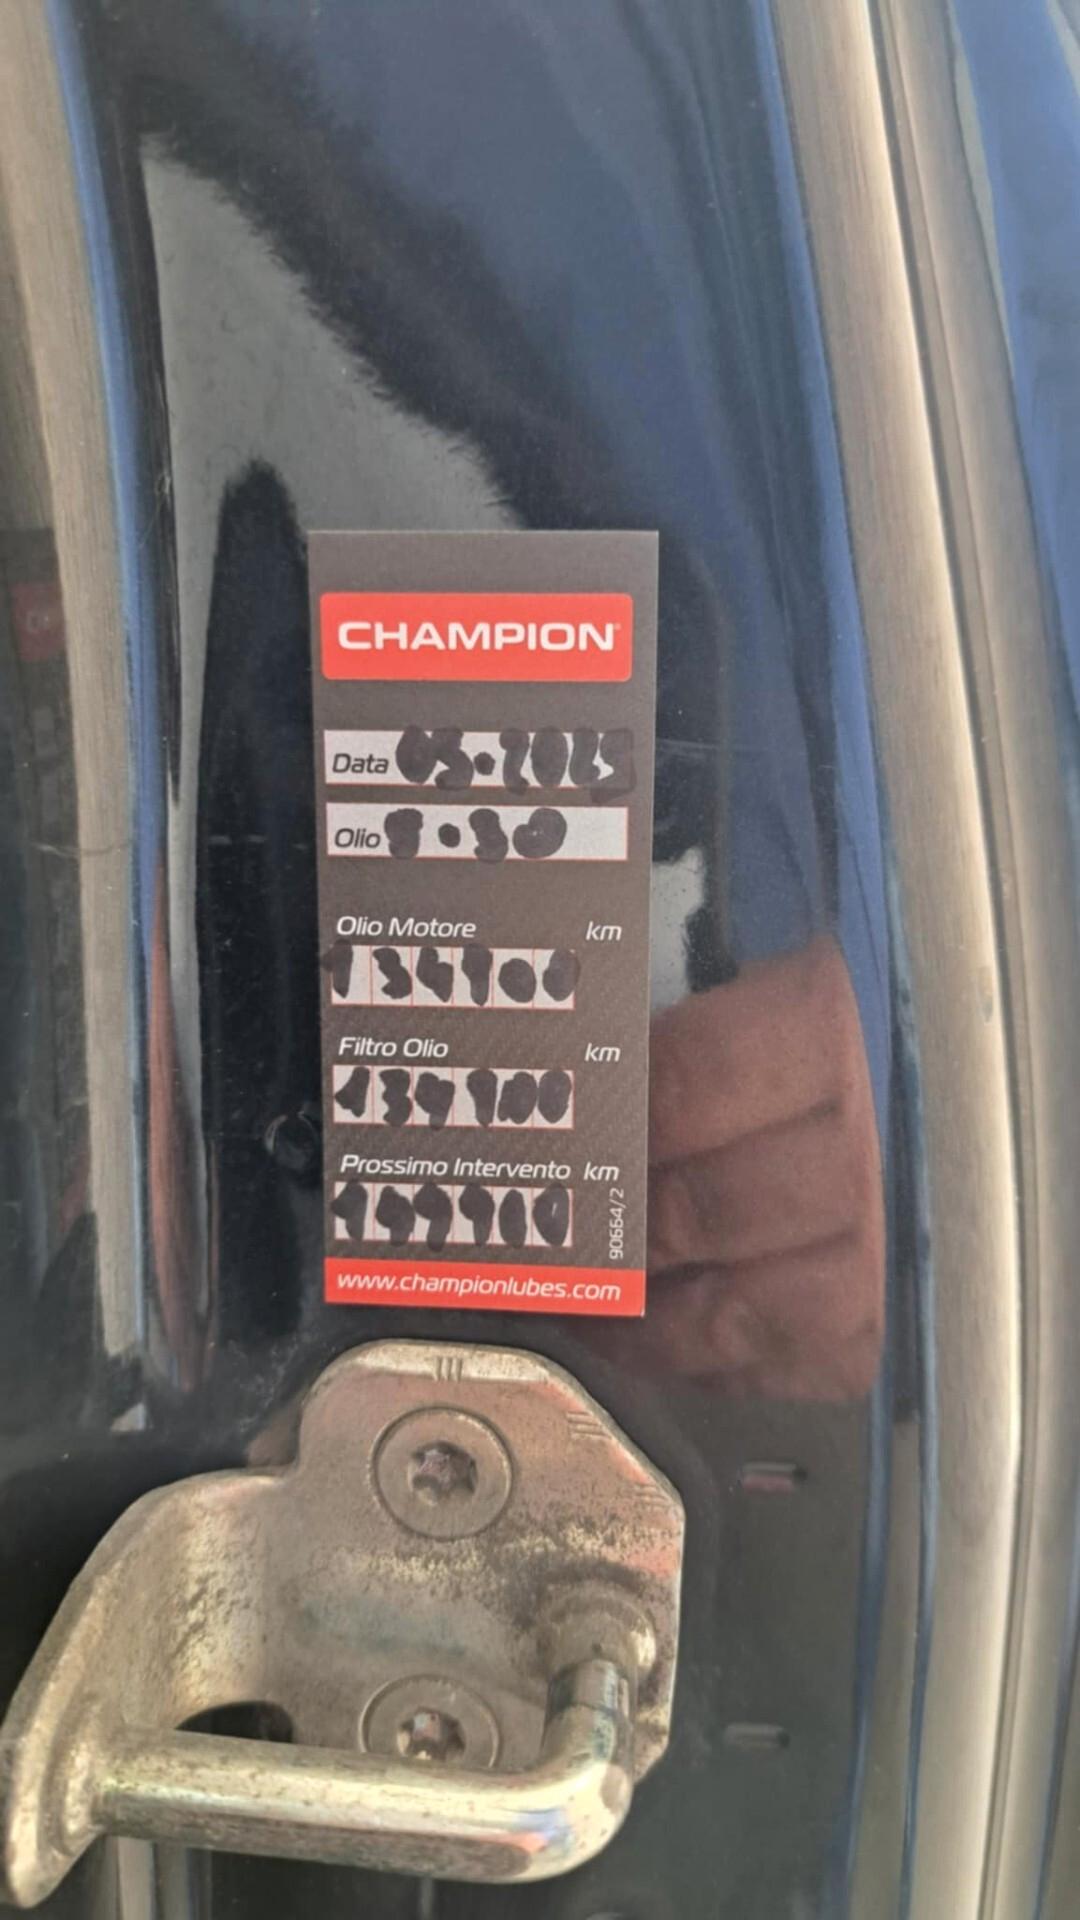 CHAMPION
Data 03.2025
Olio 5.30
Olio Motore km
134900
Filtro Olio km
134900
Prossimo Intervento km
149900
90664/2
www.championlubes.com